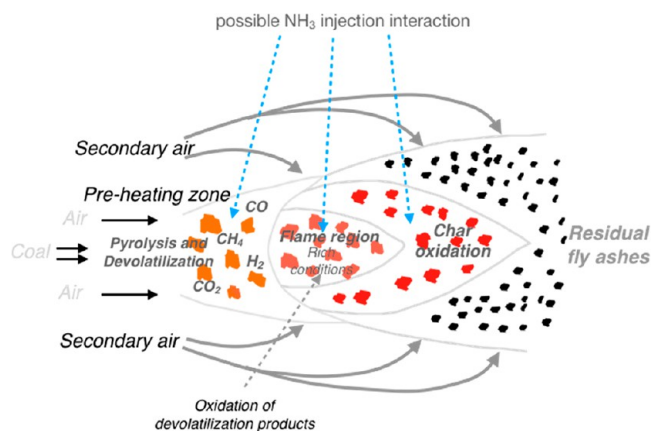 possible NH₃ injection interaction
Secondary air
Pre-heating zone
Air
Coal
Air
Pyrolysis and
Devolatilization
CO
CH₄
H₂
CO₂
Flame region
Rich
conditions
Char
oxidation
Residual
fly ashes
Secondary air
Oxidation of
devolatilization products